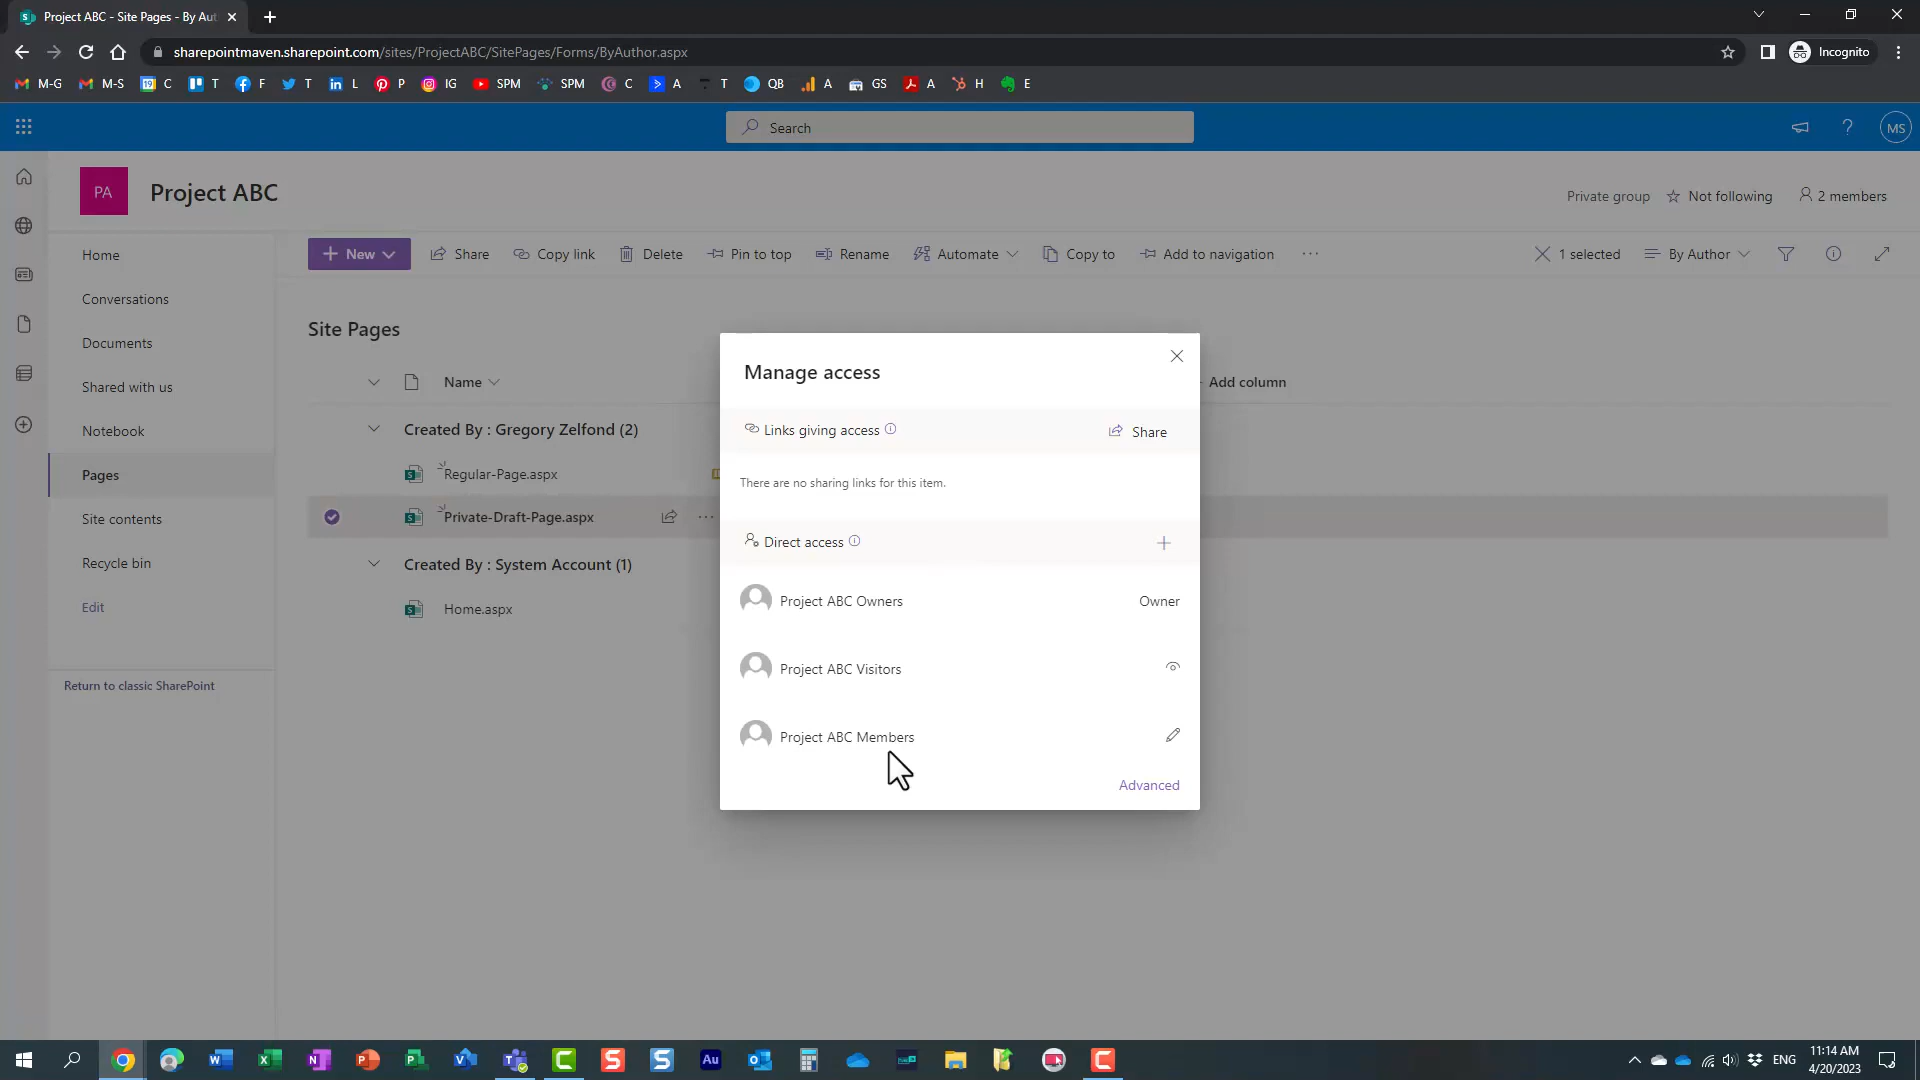 Project ABC - Site Pages - By Aut
sharepointmaven.sharepoint.com/sites/ProjectABC/SitePages/Forms/ByAuthor.aspx
Incognito
M-G M-S C T F T L P IG SPM SPM C A T QB A GS A H E
Search
MS
PA Project ABC
Private group Not following 2 members
Home
Conversations
Documents
Shared with us
Notebook
Pages
Site contents
Recycle bin
Edit
Return to classic SharePoint
New Share Copy link Delete Pin to top Rename Automate Copy to Add to navigation ··· 1 selected By Author
Site Pages
Name
Add column
Created By : Gregory Zelfond (2)
Regular-Page.aspx
Private-Draft-Page.aspx
Created By : System Account (1)
Home.aspx
Manage access
Links giving access
Share
There are no sharing links for this item.
Direct access
Project ABC Owners
Owner
Project ABC Visitors
Project ABC Members
Advanced
ENG
11:14 AM
4/20/2023